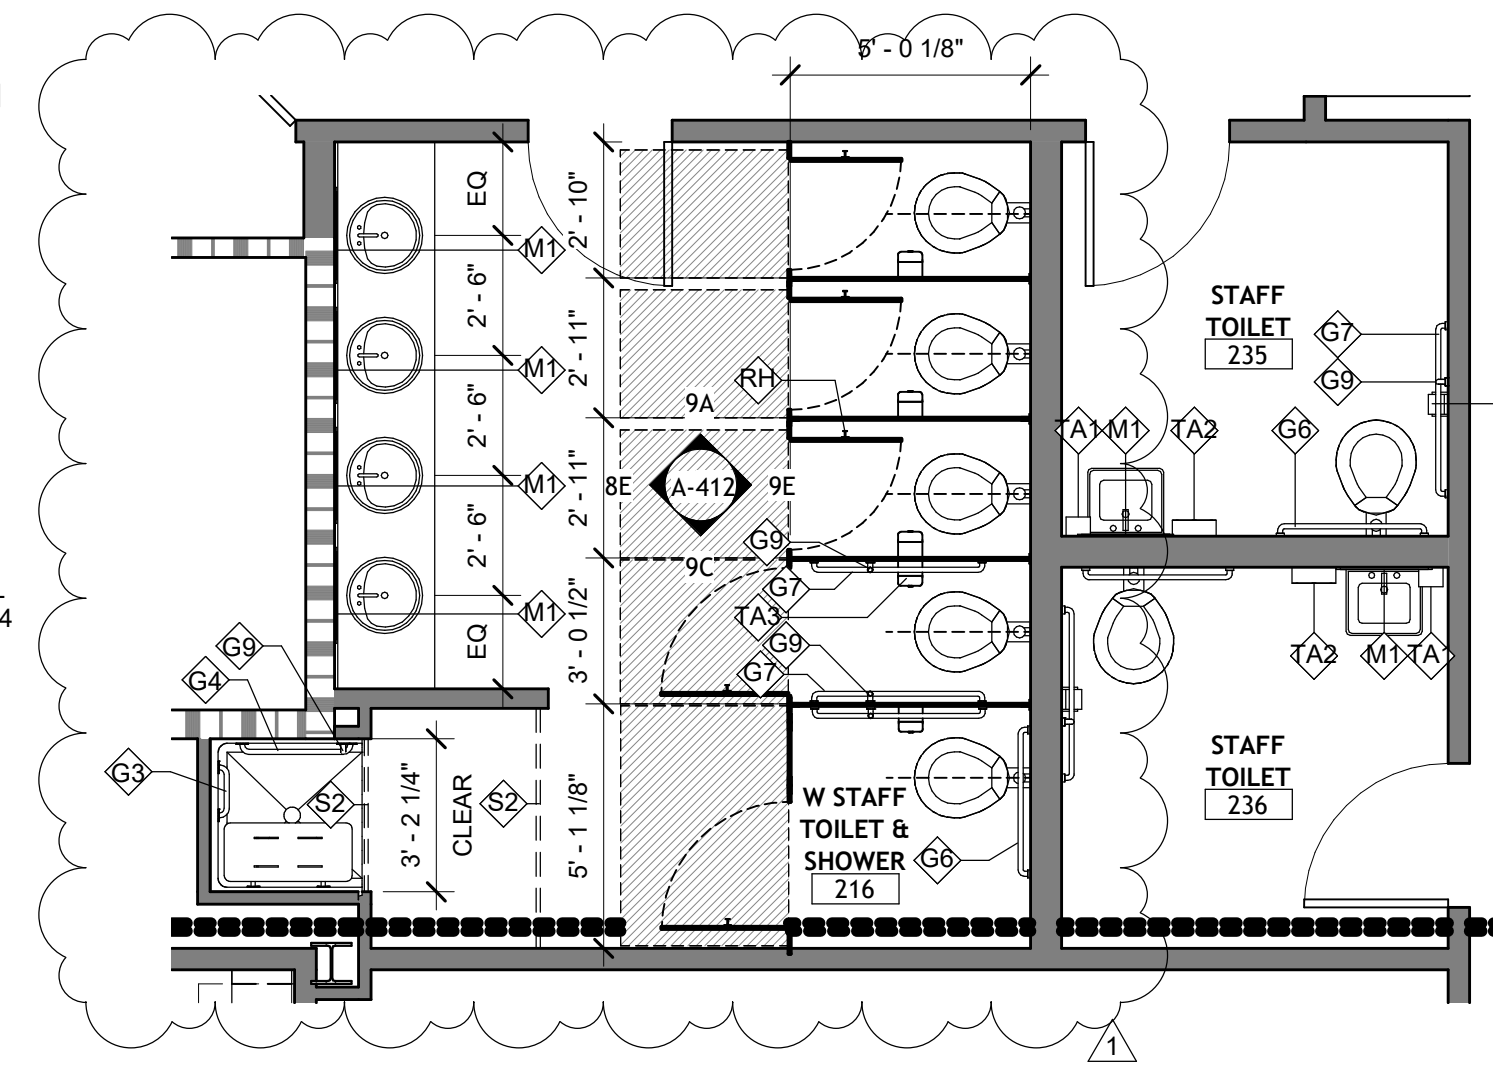 5' - 0 1/8"
EQ
2' - 10"
M1
2' - 6"
2' - 11"
M1
2' - 6"
RH
9A
8E
A-412
9E
9C
2' - 11"
M1
2' - 6"
G9
G7
TA3
G9
G7
3' - 0 1/2"
M1
EQ
G9
G4
G3
S2
3' - 2 1/4"
CLEAR
S2
5' - 1 1/8"
W STAFF
TOILET &
SHOWER
216
G6
STAFF
TOILET
235
G7
G9
TA1
M1
TA2
G6
TA2
M1
TA
STAFF
TOILET
236
4
1